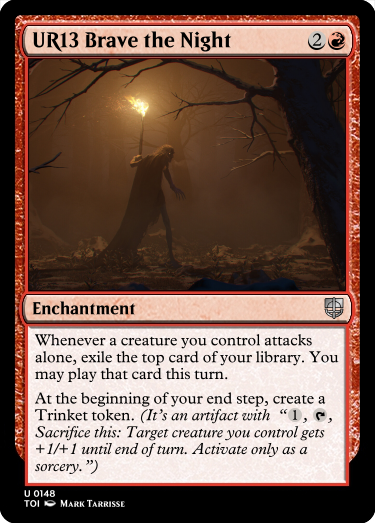 UR13 Brave the Night 2
Enchantment
Whenever a creature you control attacks
alone, exile the top card of your library. You
may play that card this turn.
At the beginning of your end step, create a
Trinket token. (It's an artifact with “1, ,
Sacrifice this: Target creature you control gets
+1/+1 until end of turn. Activate only as a
sorcery.”)
U 0148
TOI Mark Tarrisse